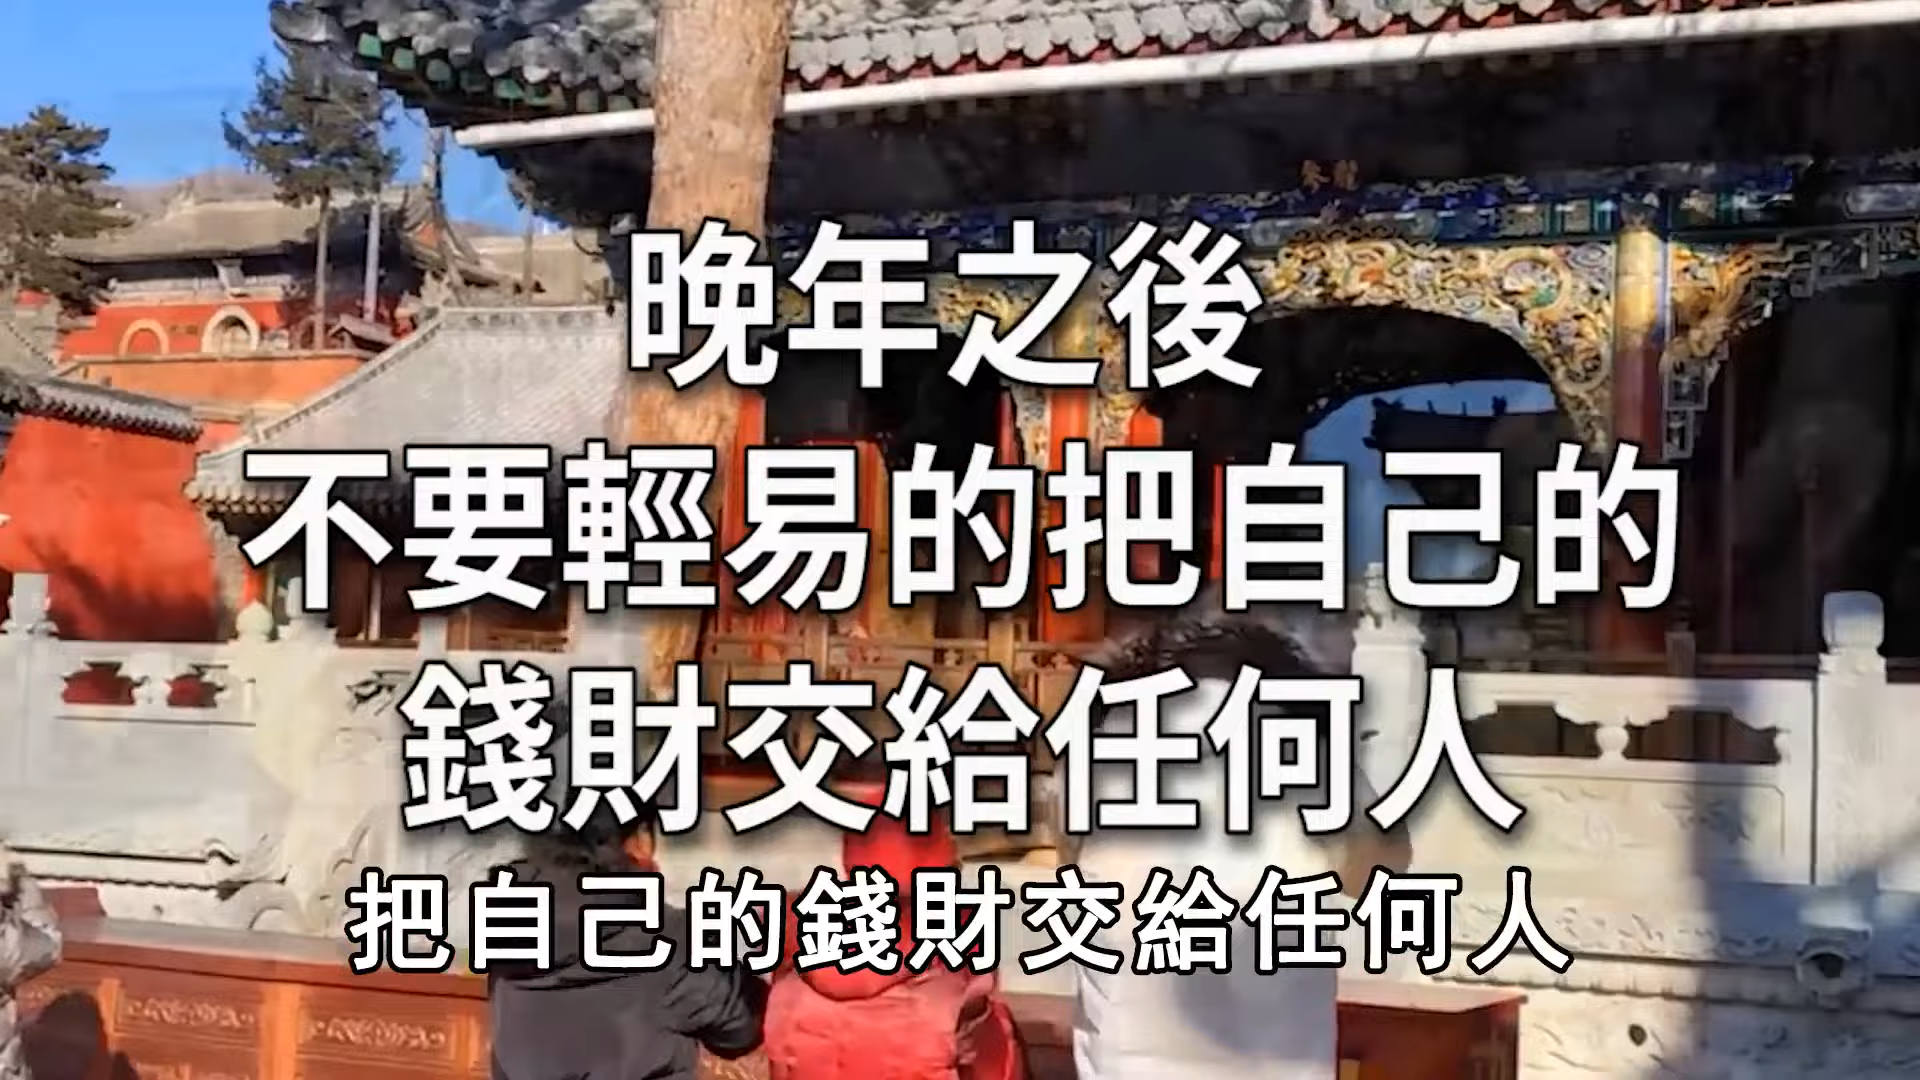 晚年之後
不要輕易的把自己的
錢財交給任何人
把自己的錢財交給任何人